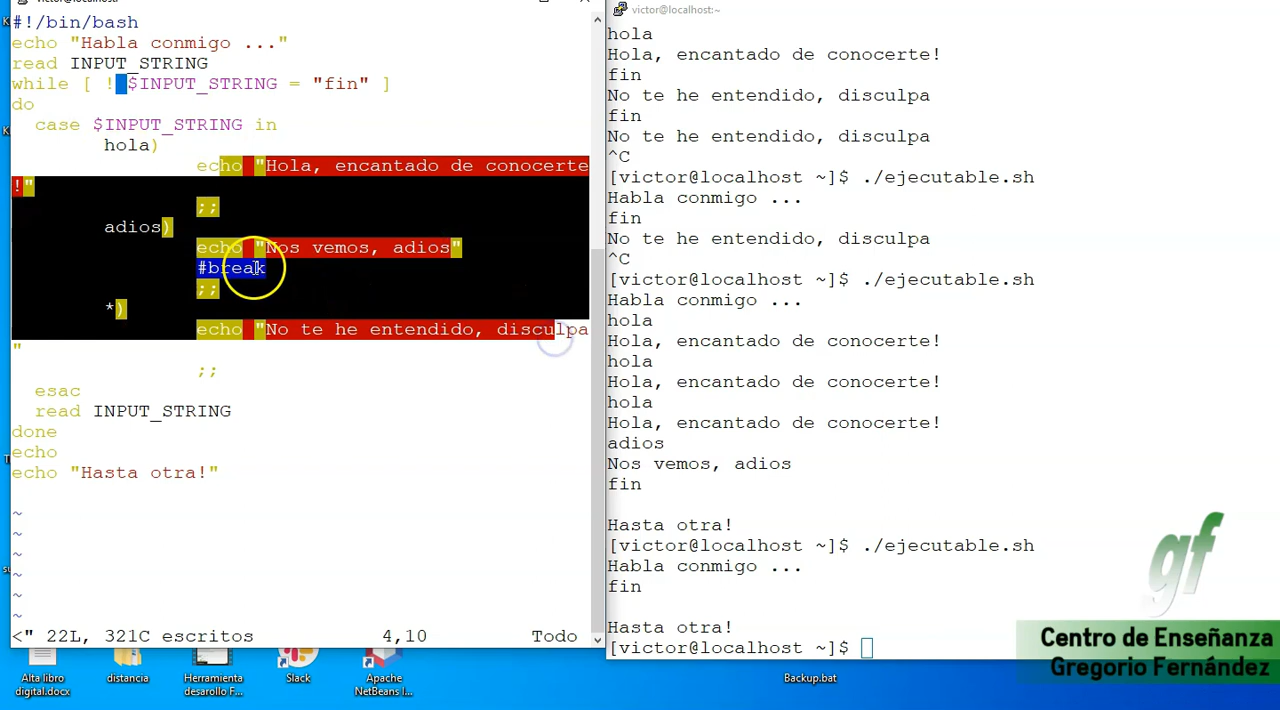 victor@localhost:~
#!/bin/bash
echo "Habla conmigo ..."
read INPUT_STRING
while [ ! $INPUT_STRING = "fin" ]
do
case $INPUT_STRING in
hola)
echo "Hola, encantado de conocerte
!"
;;
adios)
echo "Nos vemos, adios"
#break
;;
*)
echo "No te he entendido, disculpa
"
;;
esac
read INPUT_STRING
done
echo
echo "Hasta otra!"
~
~
~
~
~
~
<" 22L, 321C escritos 4,10 Todo
victor@localhost:~
hola
Hola, encantado de conocerte!
fin
No te he entendido, disculpa
fin
No te he entendido, disculpa
^C
[victor@localhost ~]$ ./ejecutable.sh
Habla conmigo ...
fin
No te he entendido, disculpa
^C
[victor@localhost ~]$ ./ejecutable.sh
Habla conmigo ...
hola
Hola, encantado de conocerte!
hola
Hola, encantado de conocerte!
hola
Hola, encantado de conocerte!
adios
Nos vemos, adios
fin
Hasta otra!
[victor@localhost ~]$ ./ejecutable.sh
Habla conmigo ...
fin
Hasta otra!
[victor@localhost ~]$
gf
Centro de Enseñanza
Gregorio Fernández
Alta libro
digital.docx
distancia
Herramienta
desarollo F...
Slack
Apache
NetBeans I...
Backup.bat